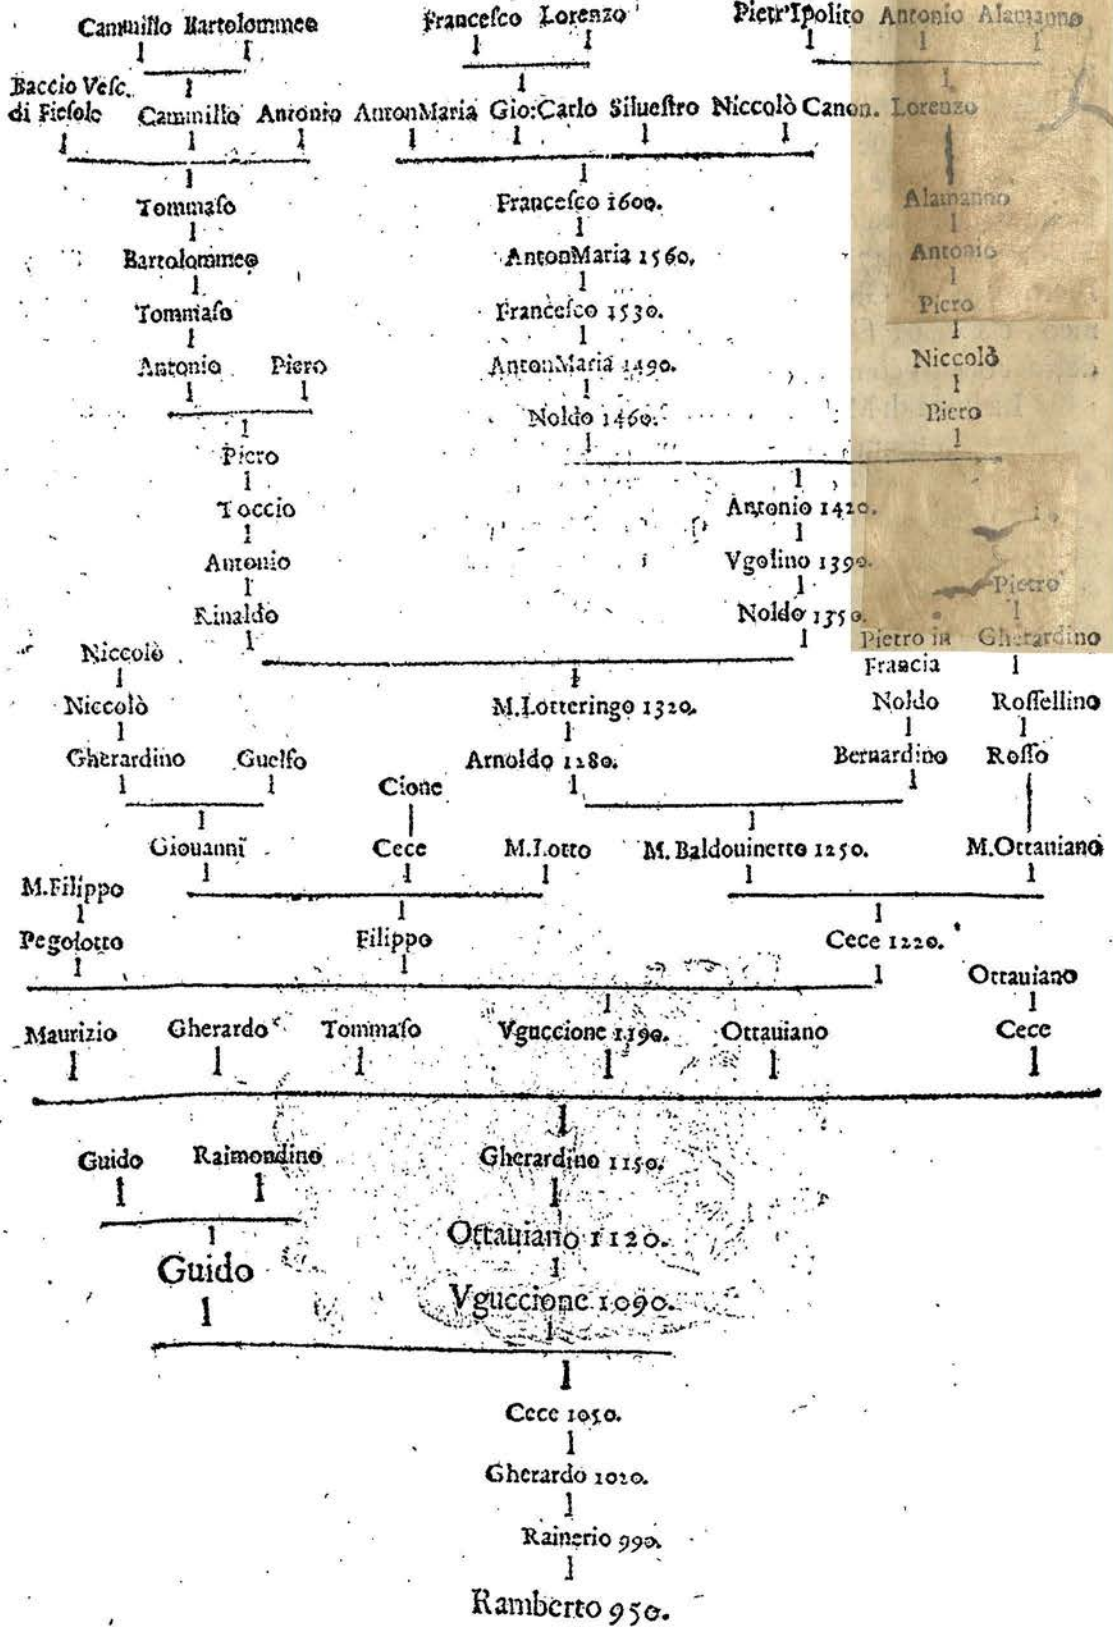 Cammillo Bartolommeo Francesco Lorenzo Pietr'Ipolito Antonio Alamanno
Baccio Vesc.
di Fiesole Cammillo Antonio AntonMaria Gio:Carlo Siluestro Niccolò Canon. Lorenzo
Tommaso Francesco 1600. Alamanno
Bartolommeo AntonMaria 1560. Antonio
Tommaso Francesco 1530. Piero
Antonio Piero AntonMaria 1490. Niccolò
Noldo 1460. Piero
Piero
Toccio Antonio 1420.
Antonio Vgolino 1390.
Pietro
Rinaldo Noldo 1350.
Niccolò Pietro in Gherardino
Francia
Niccolò M.Lotteringo 1320. Noldo Rossellino
Gherardino Guelfo Arnoldo 1280. Bernardino Rosso
Cione
Giouanni Cece M.Lotto M. Baldouinetto 1250. M.Ottauiano
M.Filippo
Pegolotto Filippo Cece 1220.
Ottauiano
Maurizio Gherardo Tommaso Vguccione 1190. Ottauiano Cece
Guido Raimondino Gherardino 1150.
Ottauiano 1120.
Guido
Vguccione 1090.
Cece 1050.
Gherardo 1020.
Rainerio 990.
Ramberto 950.